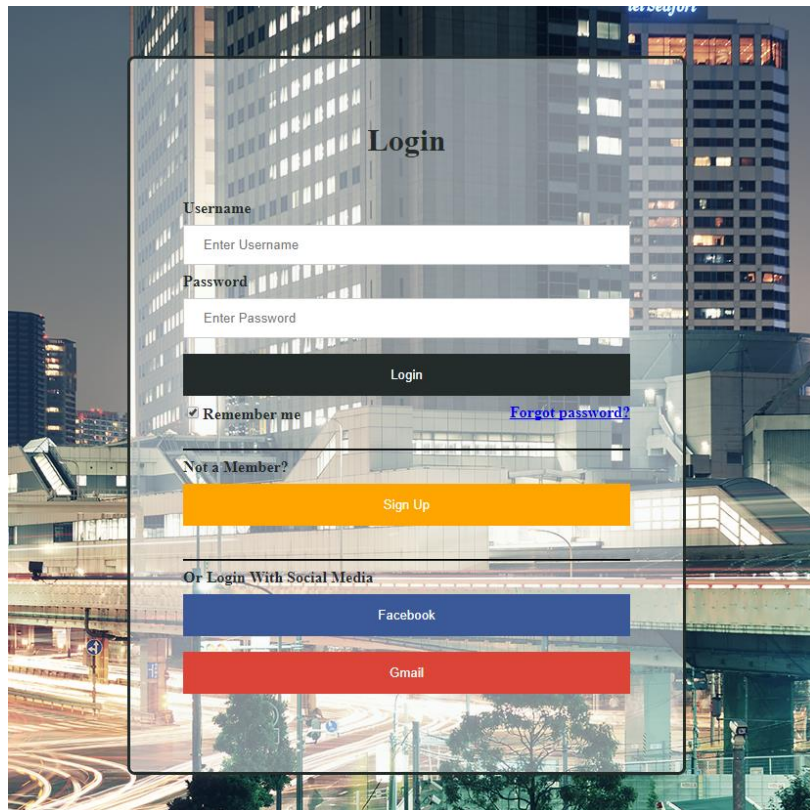 Login
Username
Enter Username
Password
Enter Password
Login
Remember me Forgot password?
Not a Member?
Sign Up
Or Login With Social Media
Facebook
Gmail